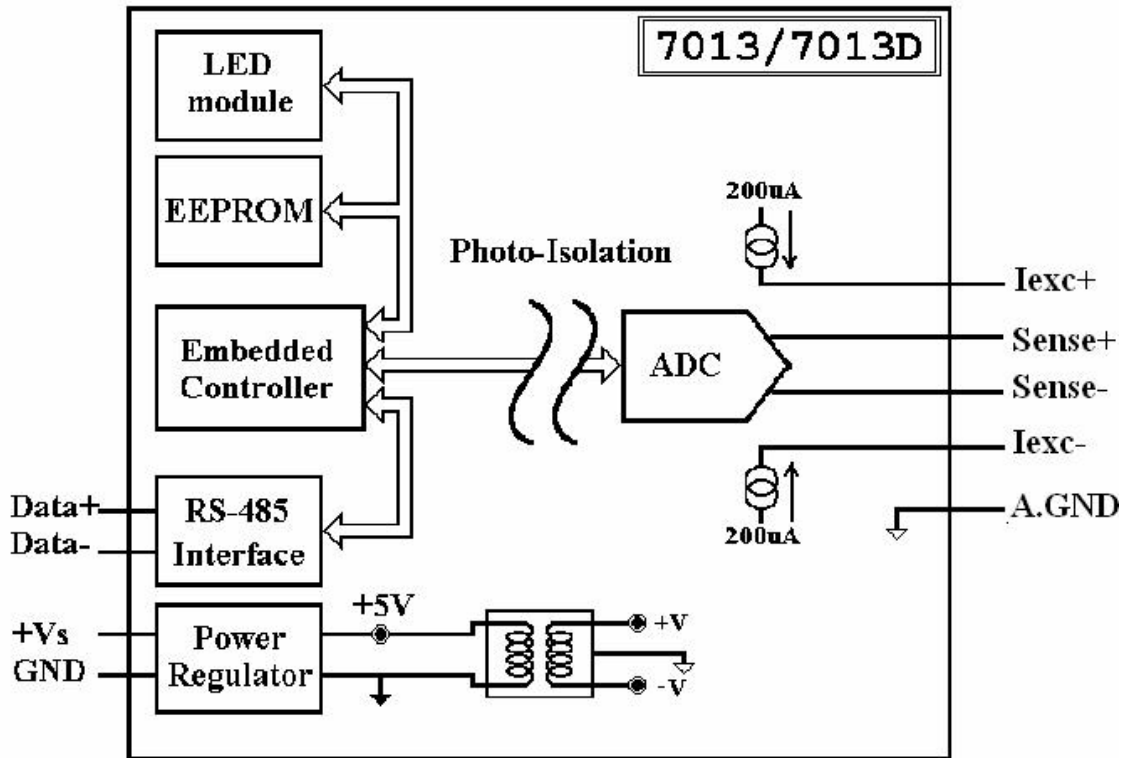 7013/7013D
LED
module
EEPROM
200uA
Photo-Isolation
Iexc+
Embedded
Controller
ADC
Sense+
Sense-
Iexc-
Data+
Data-
RS-485
Interface
200uA
A.GND
+Vs
GND
Power
Regulator
+5V
+V
-V